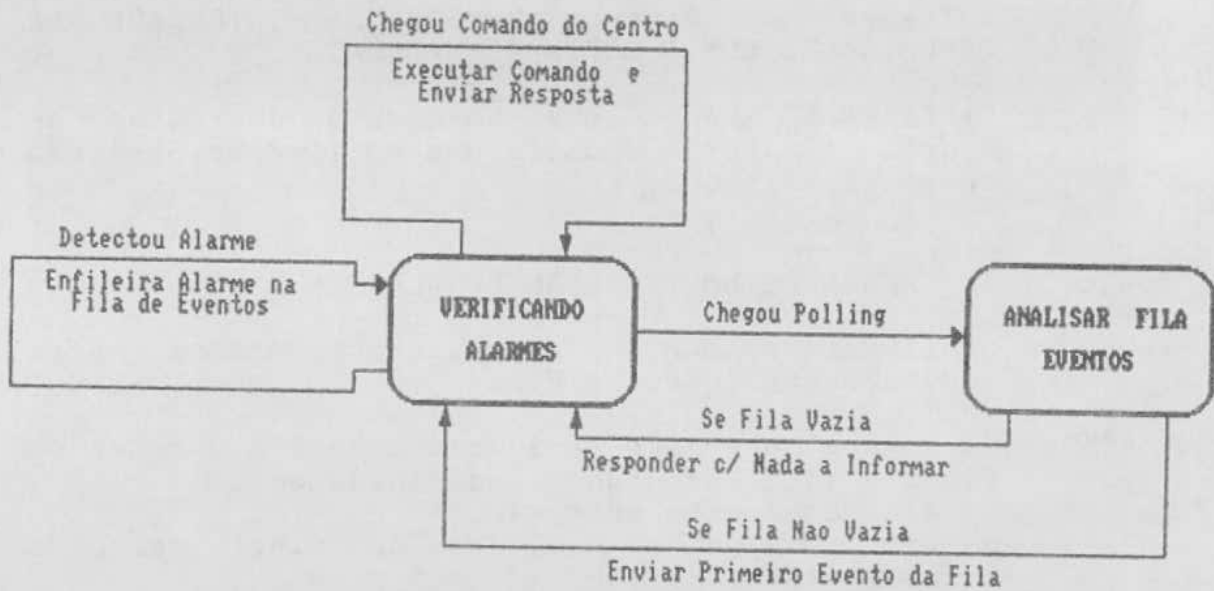 Chegou Comando do Centro
Executar Comando e
Enviar Resposta
Detectou Alarme
Enfileira Alarme na
Fila de Eventos
VERIFICANDO
ALARMES
Chegou Polling
ANALISAR FILA
EVENTOS
Se Fila Vazia
Responder c/ Nada a Informar
Se Fila Nao Vazia
Enviar Primeiro Evento da Fila